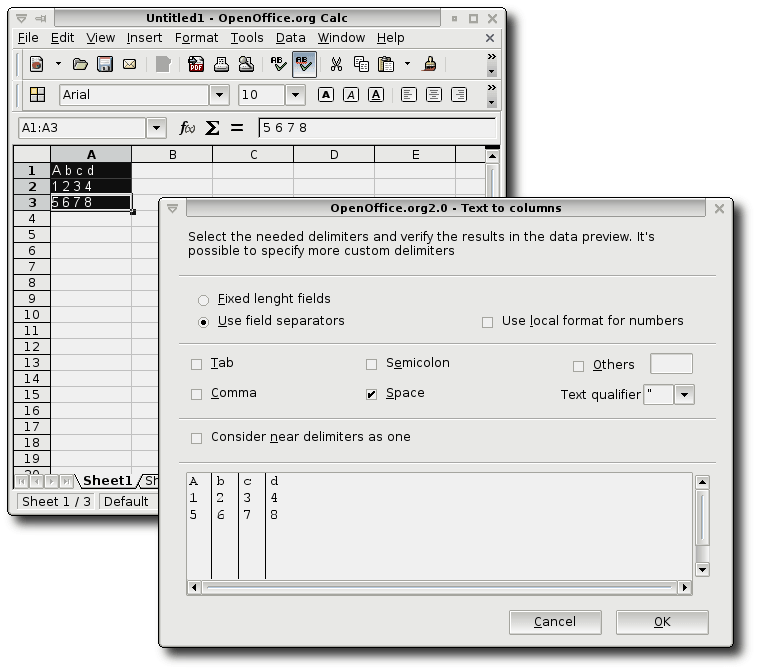 Untitled1 - OpenOffice.org Calc
File Edit View Insert Format Tools Data Window Help
PDF ABC ABC
Arial 10 A A A
A1:A3 f(x) Σ = 5 6 7 8
A B C D E
1 A b c d
2 1 2 3 4
3 5 6 7 8
4
5
6
7
8
9
10
11
12
13
14
15
16
17
18
19
20
Sheet1 Sh
Sheet 1 / 3 Default
OpenOffice.org2.0 - Text to columns
Select the needed delimiters and verify the results in the data preview. It's
possible to specify more custom delimiters
Fixed lenght fields
Use field separators Use local format for numbers
Tab Semicolon Others
Comma Space Text qualifier "
Consider near delimiters as one
A b c d
1 2 3 4
5 6 7 8
Cancel OK